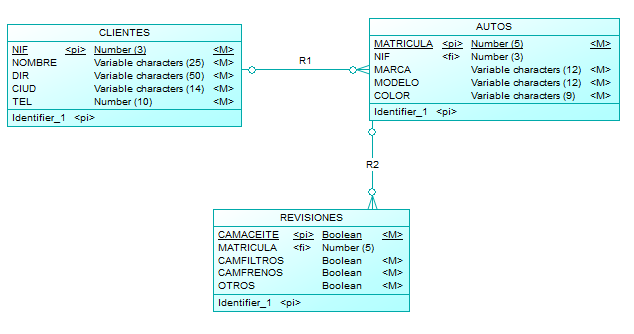 CLIENTES
NIF <pi> Number (3) <M>
NOMBRE Variable characters (25) <M>
DIR Variable characters (50) <M>
CIUD Variable characters (14) <M>
TEL Number (10) <M>
Identifier_1 <pi>
R1
AUTOS
MATRICULA <pi> Number (5) <M>
NIF <fi> Number (3)
MARCA Variable characters (12) <M>
MODELO Variable characters (12) <M>
COLOR Variable characters (9) <M>
Identifier_1 <pi>
R2
REVISIONES
CAMACEITE <pi> Boolean <M>
MATRICULA <fi> Number (5)
CAMFILTROS Boolean <M>
CAMFRENOS Boolean <M>
OTROS Boolean <M>
Identifier_1 <pi>